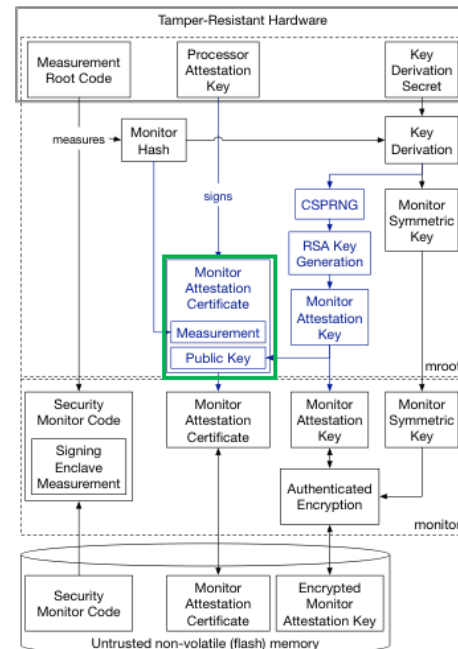 Tamper-Resistant Hardware
Measurement
Root Code
Processor
Attestation
Key
Key
Derivation
Secret
measures
Monitor
Hash
Key
Derivation
signs
CSPRNG
Monitor
Symmetric
Key
RSA Key
Generation
Monitor
Attestation
Certificate
Measurement
Public Key
Monitor
Attestation
Key
mroot
Security
Monitor Code
Signing
Enclave
Measurement
Monitor
Attestation
Certificate
Monitor
Attestation
Key
Monitor
Symmetric
Key
Authenticated
Encryption
monitor
Security
Monitor Code
Monitor
Attestation
Certificate
Encrypted
Monitor
Attestation Key
Untrusted non-volatile (flash) memory